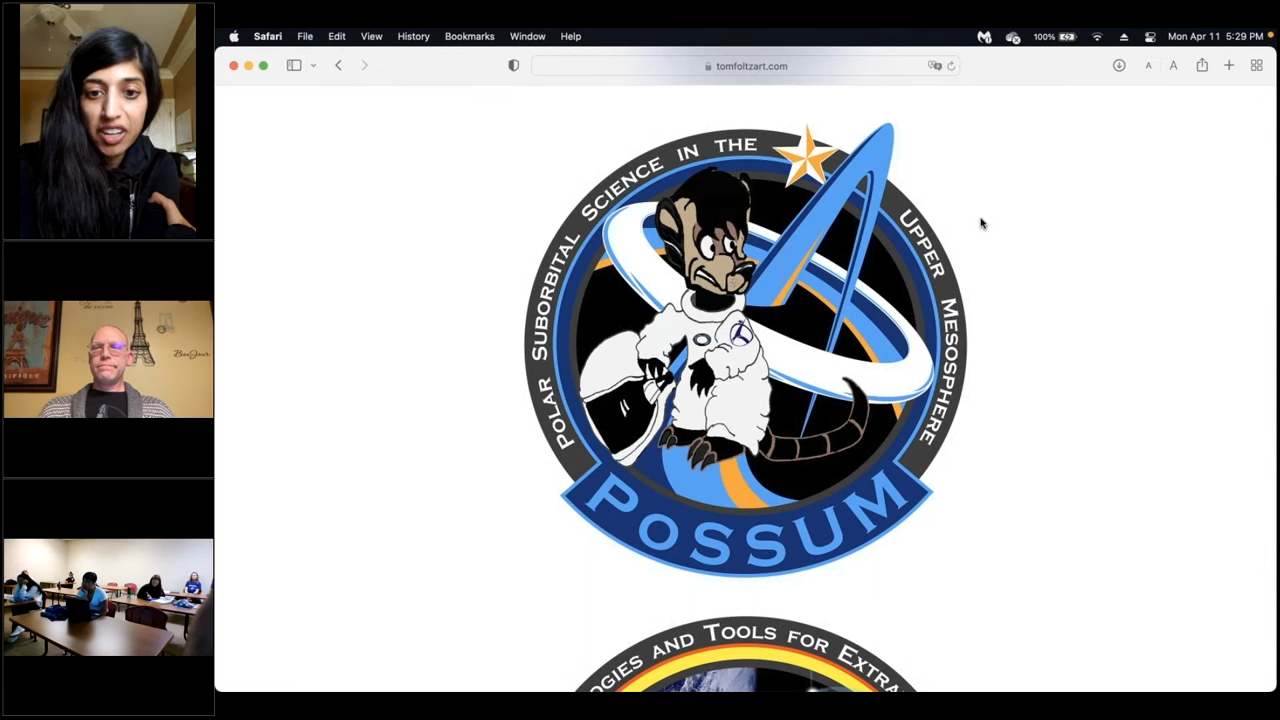 Safari File Edit View History Bookmarks Window Help
100%
Mon Apr 11 5:29 PM
tomfoltzart.com
A A
POLAR SUBORBITAL SCIENCE IN THE UPPER MESOSPHERE
PoSSUM
OGIES AND TOOLS FOR EXTRA
BONJOUR